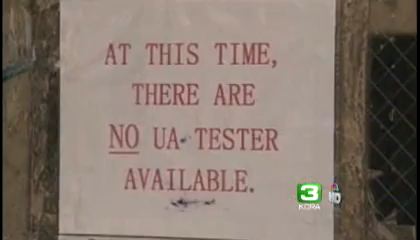 AT THIS TIME,
THERE ARE
NO UA TESTER
AVAILABLE.
3
KCRA
HD